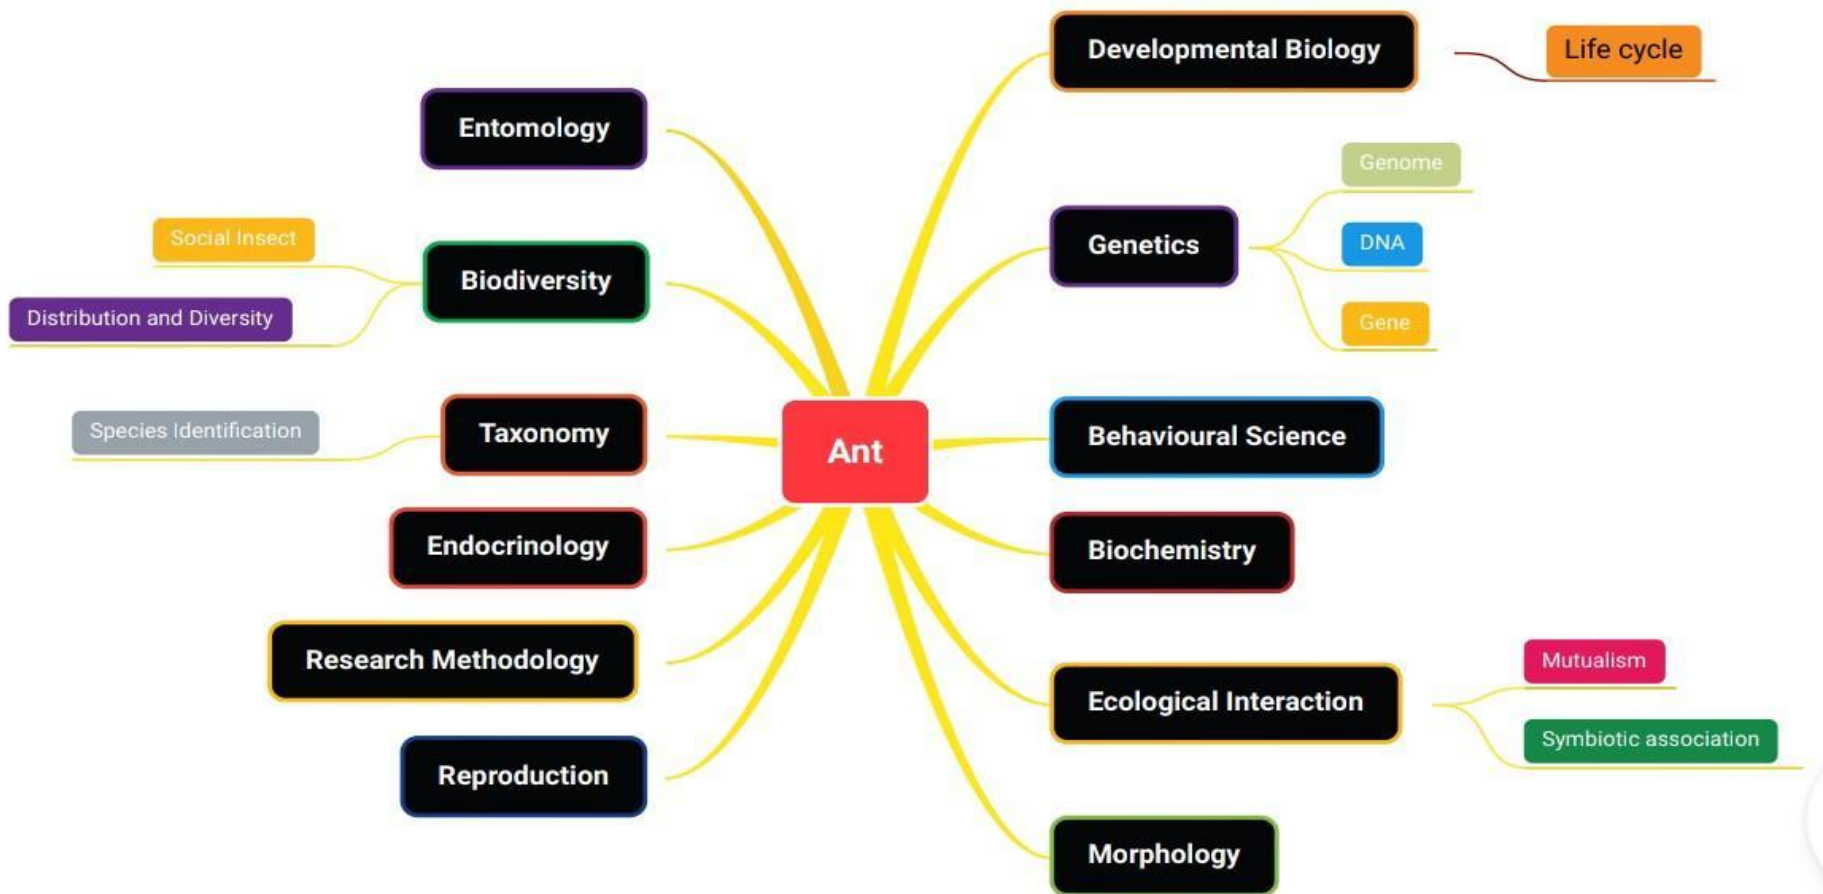 Developmental Biology
Life cycle
Entomology
Genome
Genetics
DNA
Gene
Social Insect
Biodiversity
Distribution and Diversity
Ant
Behavioural Science
Species Identification
Taxonomy
Endocrinology
Biochemistry
Research Methodology
Ecological Interaction
Mutualism
Symbiotic association
Reproduction
Morphology